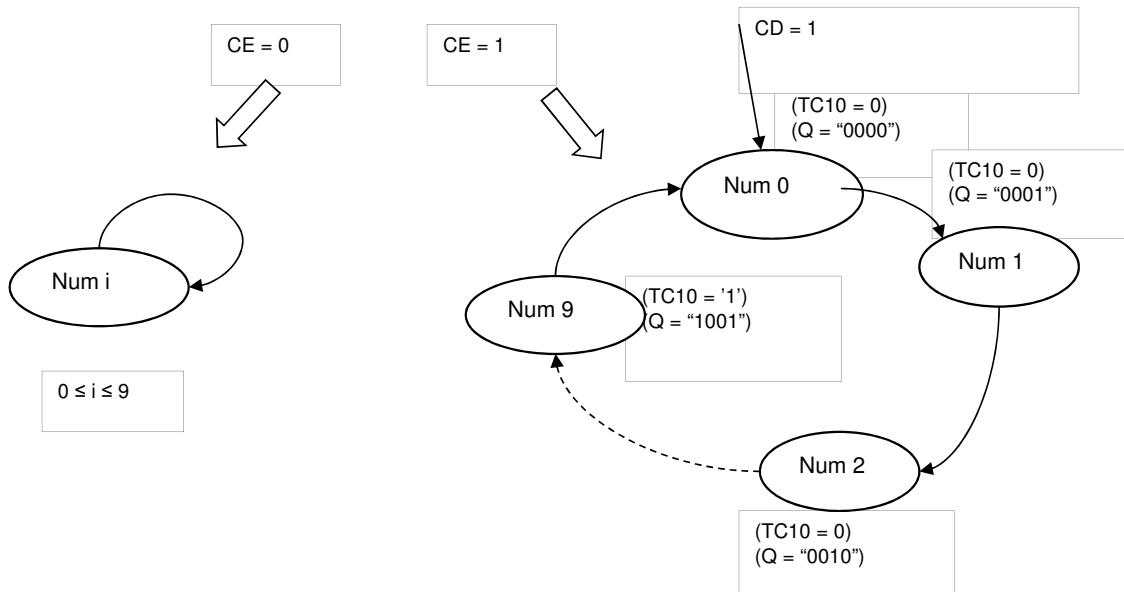 CE = 0
CE = 1
CD = 1
(TC10 = 0)
(Q = “0000”)
(TC10 = 0)
(Q = “0001”)
Num 0
Num 1
Num i
Num 9
(TC10 = '1')
(Q = “1001”)
0 ≤ i ≤ 9
Num 2
(TC10 = 0)
(Q = “0010”)